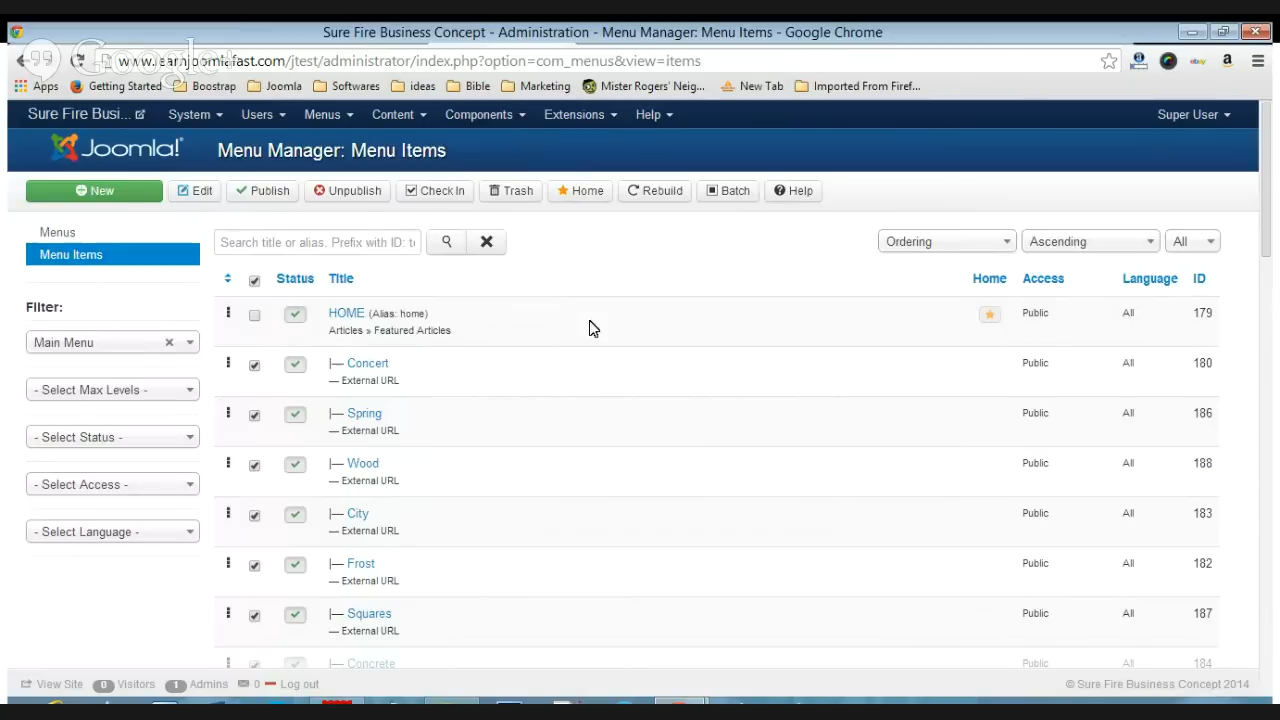 Sure Fire Business Concept - Administration - Menu Manager: Menu Items - Google Chrome
Google+
www.learnjoomlafast.com/jtest/administrator/index.php?option=com_menus&view=items
Apps Getting Started Boostrap Joomla Softwares ideas Bible Marketing Mister Rogers' Neig... New Tab Imported From Firef...
Sure Fire Busi... System Users Menus Content Components Extensions Help Super User
Joomla! Menu Manager: Menu Items
New Edit Publish Unpublish Check In Trash Home Rebuild Batch Help
Menus
Menu Items
Search title or alias. Prefix with ID: t Ordering Ascending All
Status Title Home Access Language ID
Filter:
Main Menu
- Select Max Levels -
- Select Status -
- Select Access -
- Select Language -
HOME (Alias: home) Public All 179
Articles » Featured Articles
|— Concert Public All 180
— External URL
|— Spring Public All 186
— External URL
|— Wood Public All 188
— External URL
|— City Public All 183
— External URL
|— Frost Public All 182
— External URL
|— Squares Public All 187
— External URL
|— Concrete Public All 184
View Site 0 Visitors 1 Admins 0 Log out © Sure Fire Business Concept 2014